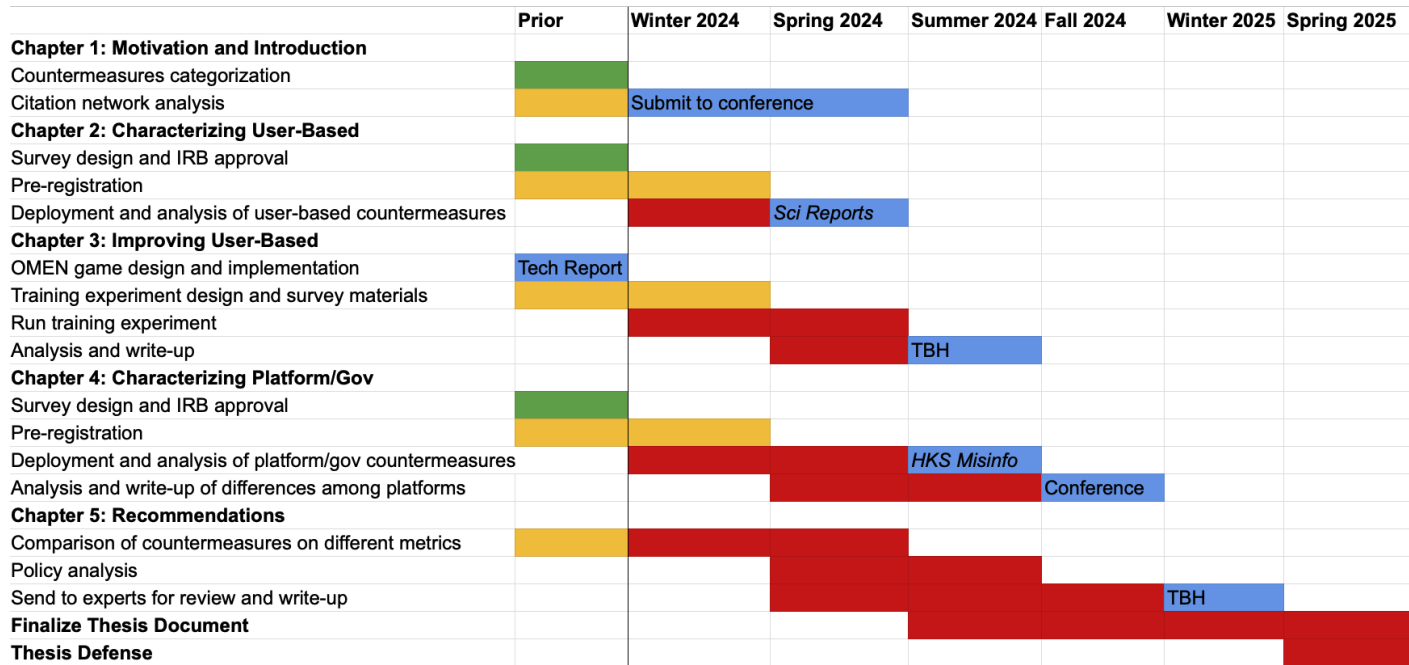 Prior Winter 2024 Spring 2024 Summer 2024 Fall 2024 Winter 2025 Spring 2025
Chapter 1: Motivation and Introduction
Countermeasures categorization
Citation network analysis Submit to conference
Chapter 2: Characterizing User-Based
Survey design and IRB approval
Pre-registration
Deployment and analysis of user-based countermeasures Sci Reports
Chapter 3: Improving User-Based
OMEN game design and implementation Tech Report
Training experiment design and survey materials
Run training experiment
Analysis and write-up TBH
Chapter 4: Characterizing Platform/Gov
Survey design and IRB approval
Pre-registration
Deployment and analysis of platform/gov countermeasures HKS Misinfo
Analysis and write-up of differences among platforms Conference
Chapter 5: Recommendations
Comparison of countermeasures on different metrics
Policy analysis
Send to experts for review and write-up TBH
Finalize Thesis Document
Thesis Defense